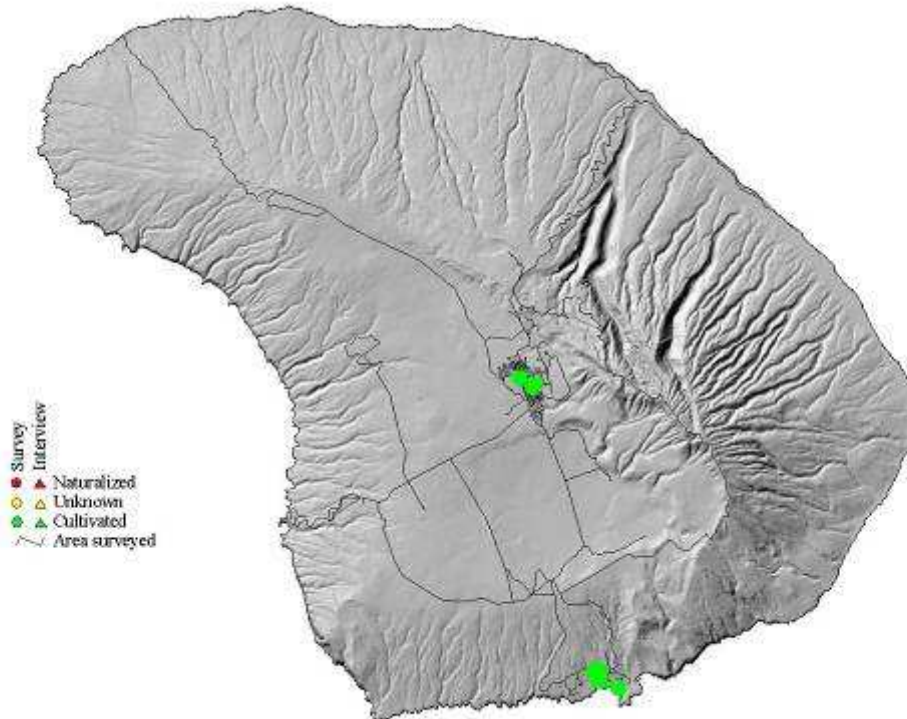 Survey
Interview
Naturalized
Unknown
Cultivated
Area surveyed